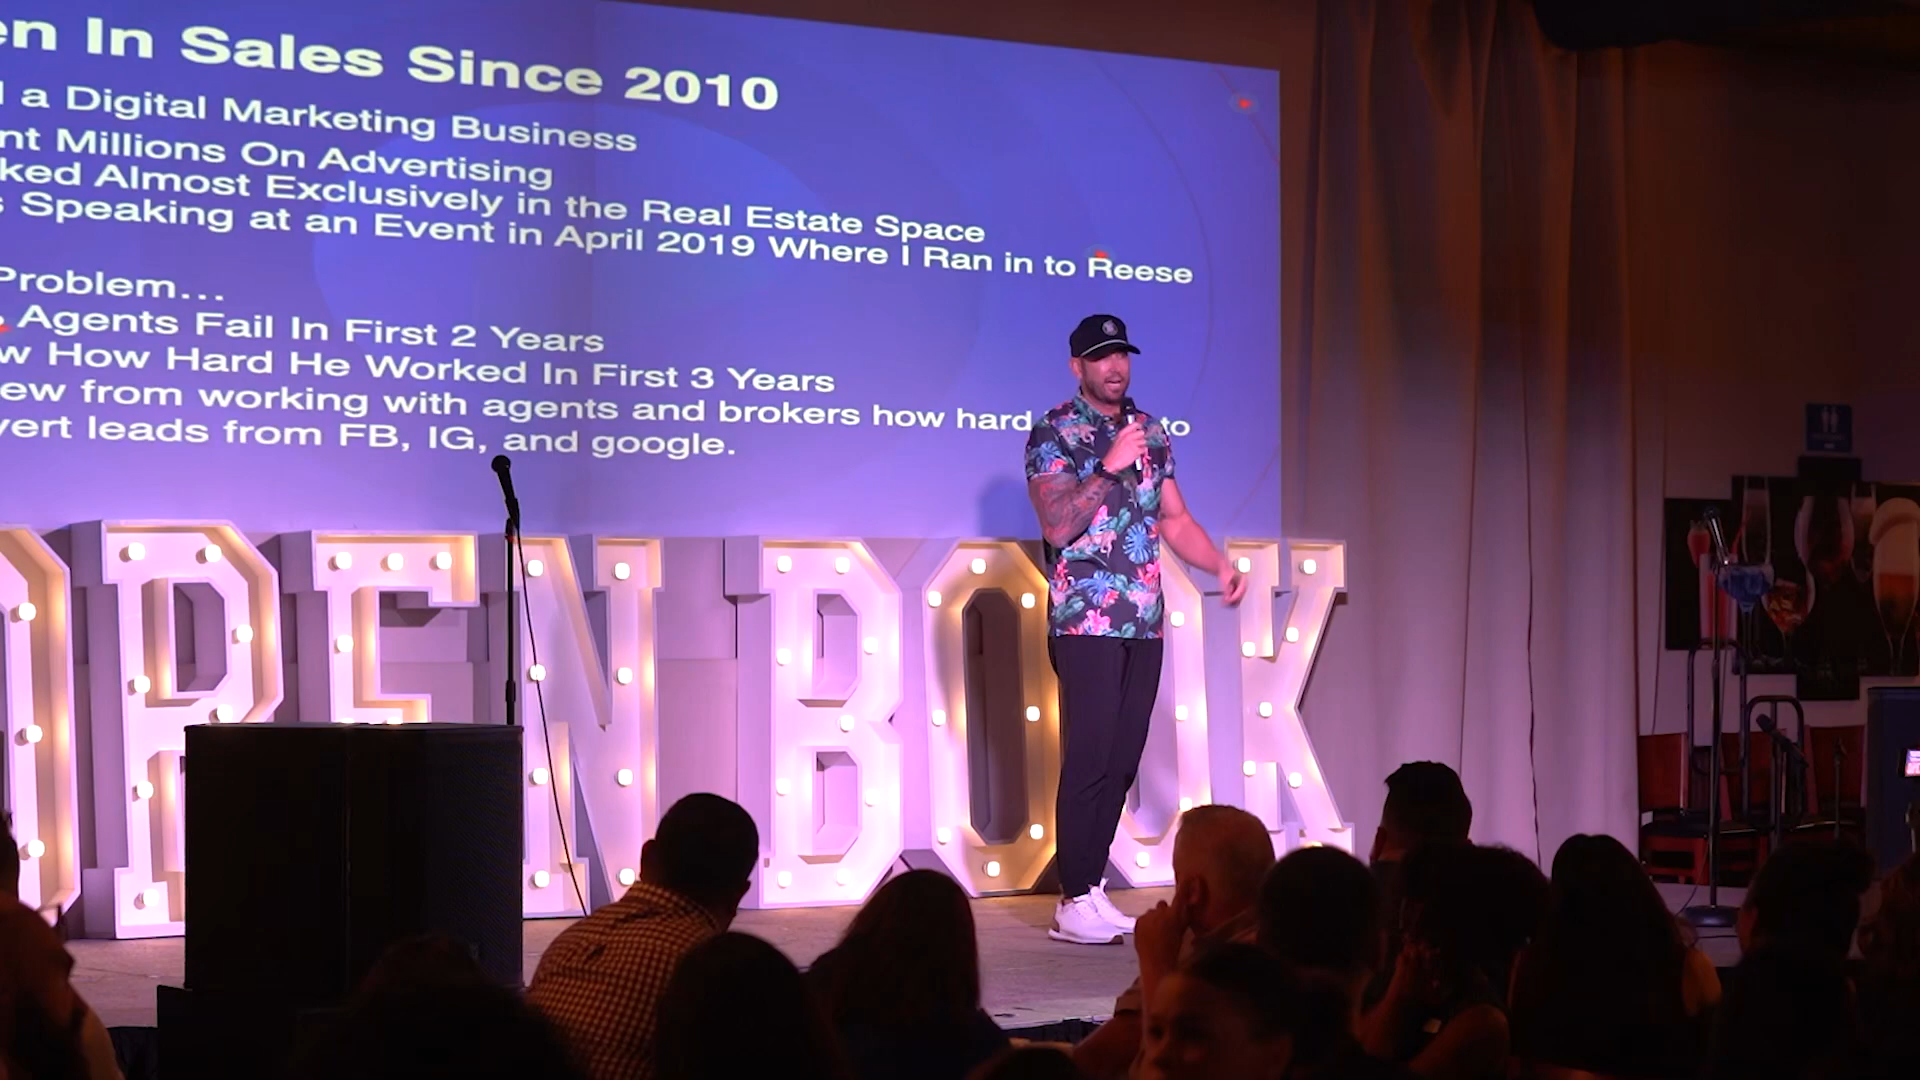 en In Sales Since 2010
a Digital Marketing Business
nt Millions On Advertising
ked Almost Exclusively in the Real Estate Space
s Speaking at an Event in April 2019 Where I Ran in to Reese
Problem...
Agents Fail In First 2 Years
w How Hard He Worked In First 3 Years
ew from working with agents and brokers how hard to
vert leads from FB, IG, and google.
OPEN BOOK